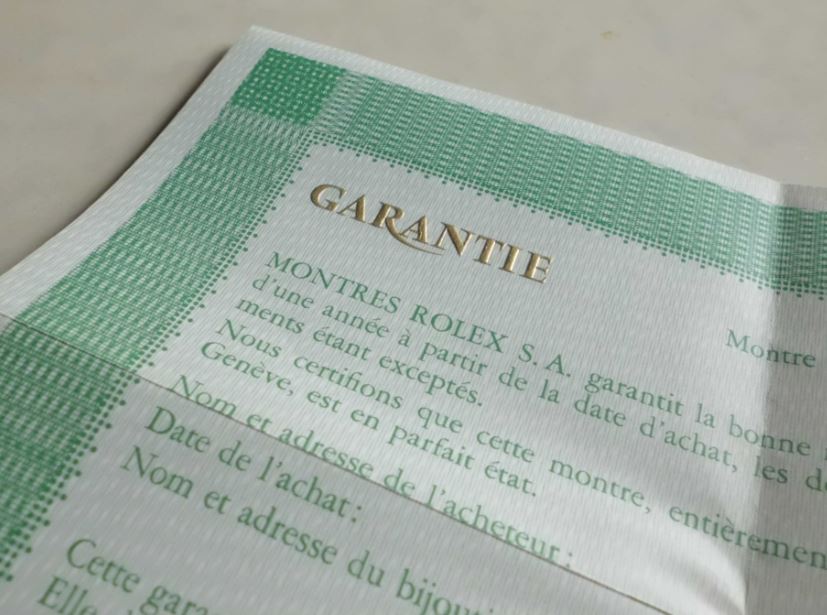 GARANTIE
Montre
MONTRES ROLEX S.A. garantit la bonne
d'une année à partir de la date d'achat, les
ments étant exceptés.
Nous certifions que cette montre, entièremen
Genève, est en parfait état.
Nom et adresse de l'acheteur:
Date de l'achat:
Nom et adresse du bijouti
Cette gara
Elle